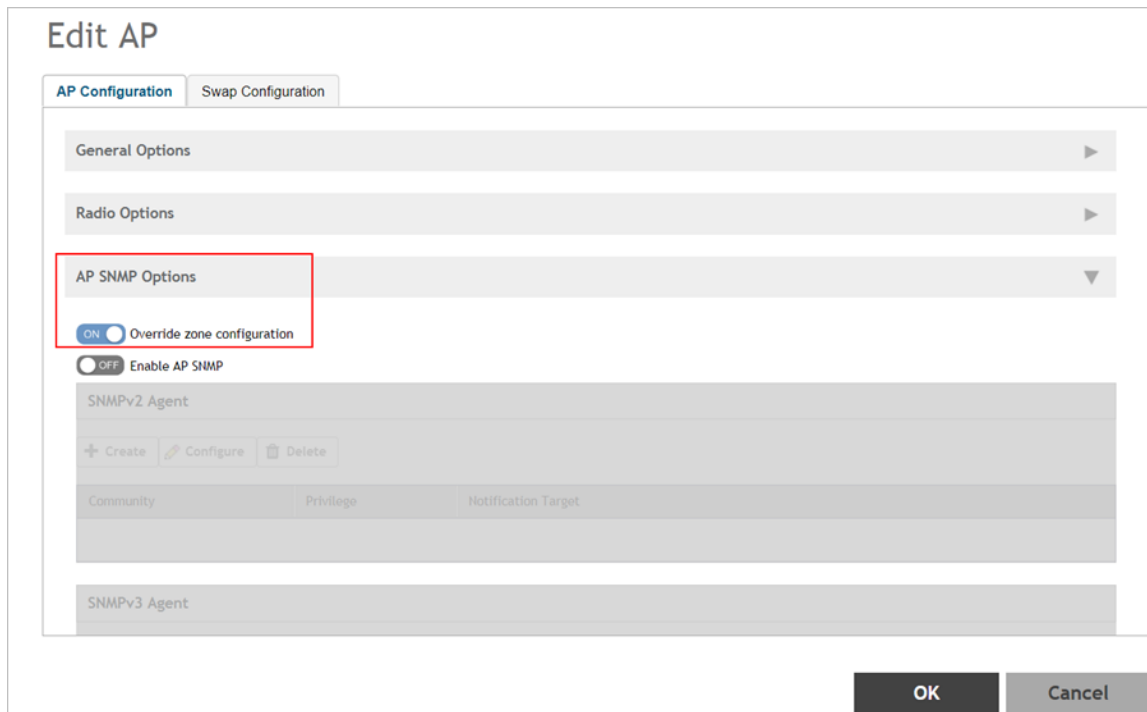 Edit AP
AP Configuration Swap Configuration
General Options
Radio Options
AP SNMP Options
ON Override zone configuration
OFF Enable AP SNMP
SNMPv2 Agent
Create Configure Delete
Community Privilege Notification Target
SNMPv3 Agent
OK Cancel